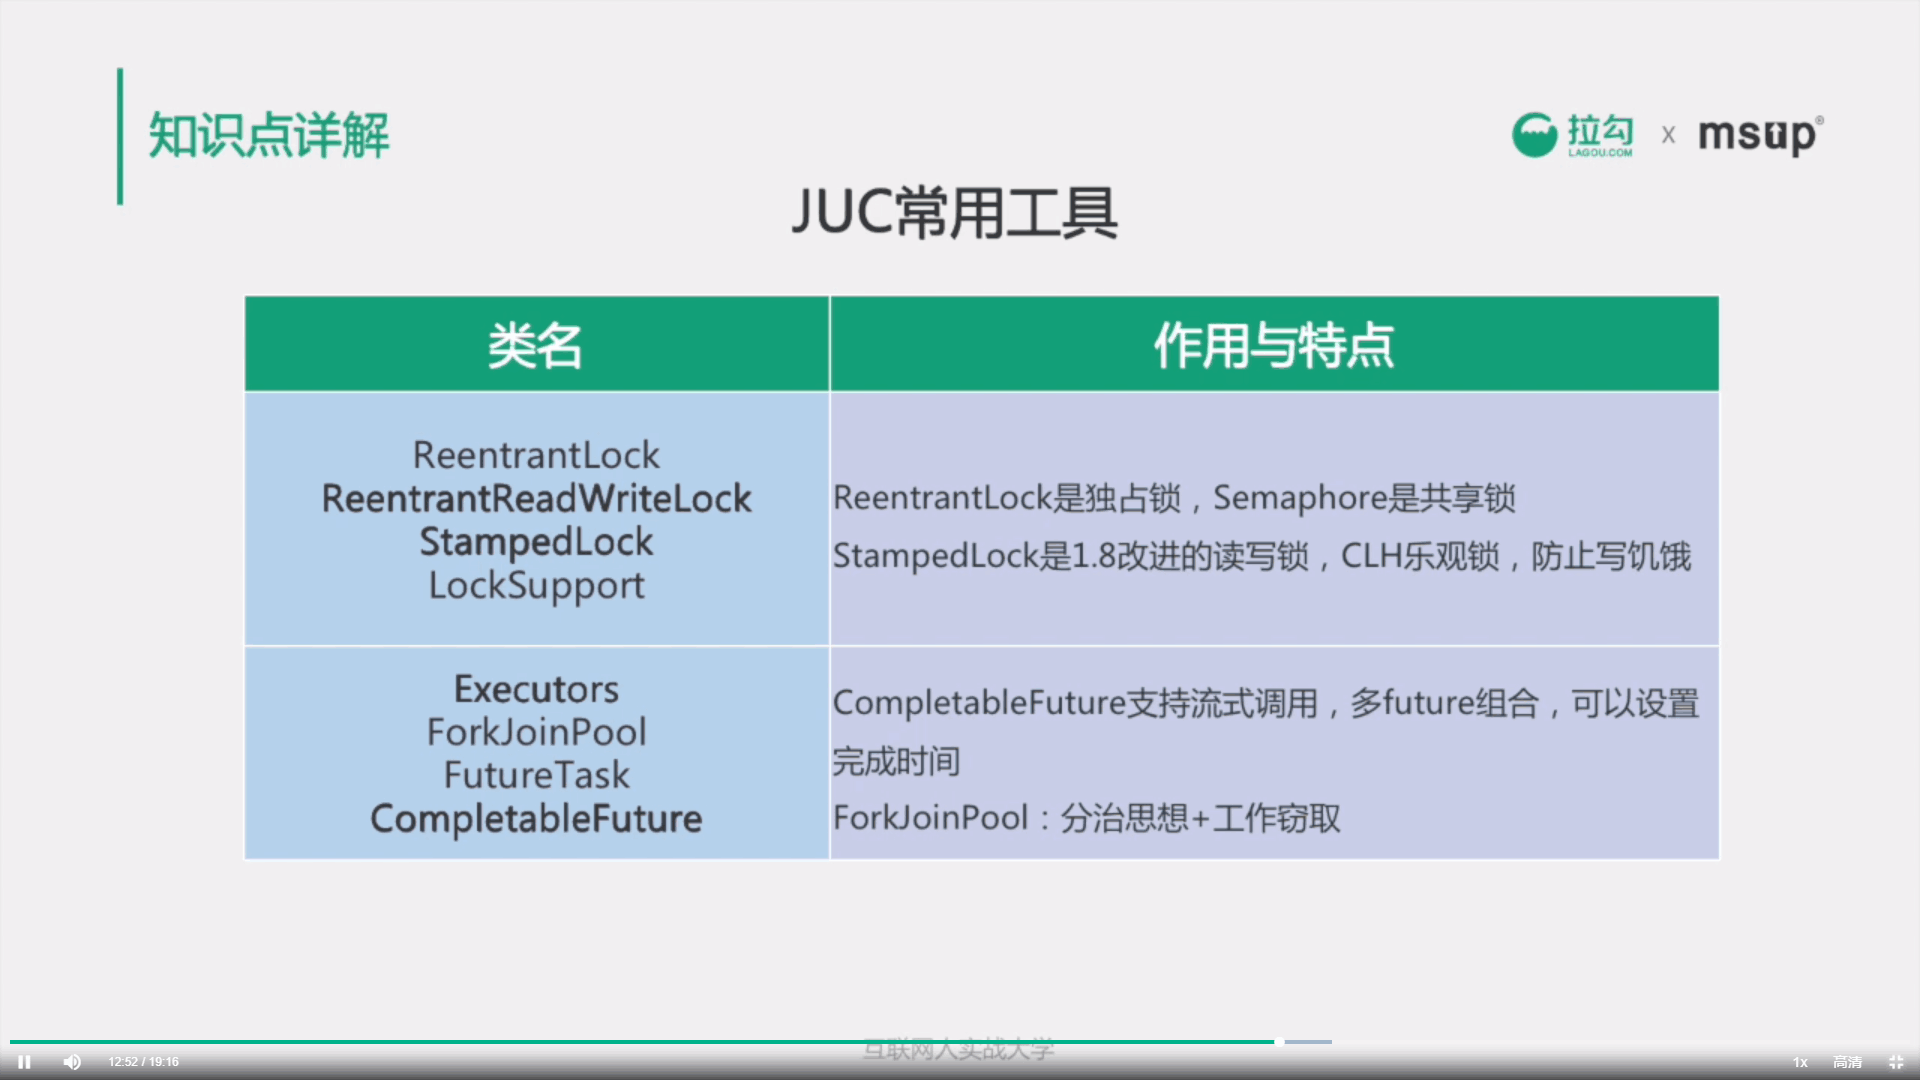 知识点详解
拉勾
LAGOU.COM
x
msup®
JUC常用工具
类名
作用与特点
ReentrantLock
ReentrantReadWriteLock
StampedLock
LockSupport
ReentrantLock是独占锁，Semaphore是共享锁
StampedLock是1.8改进的读写锁，CLH乐观锁，防止写饥饿
Executors
ForkJoinPool
FutureTask
CompletableFuture
CompletableFuture支持流式调用，多future组合，可以设置
完成时间
ForkJoinPool：分治思想+工作窃取
互联网人实战大学
12:52 / 19:16
1x
高清